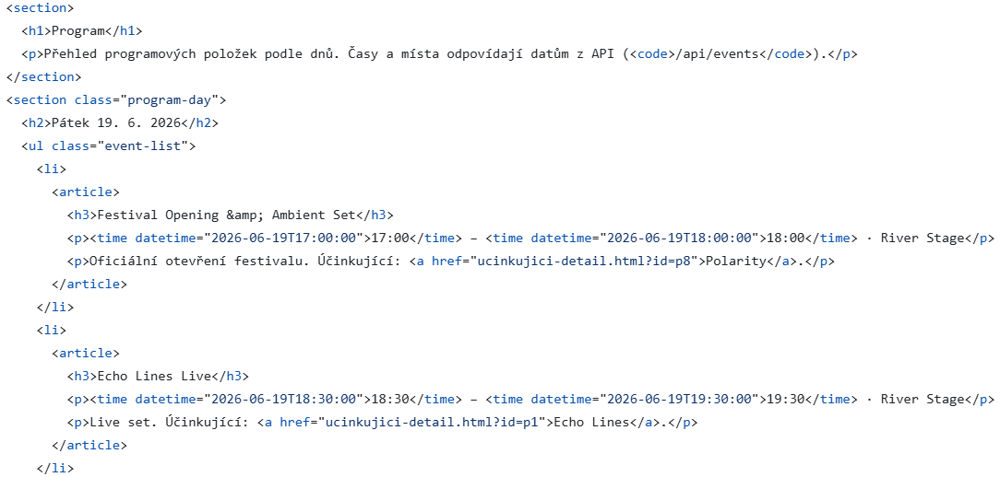 <section>
<h1>Program</h1>
<p>Přehled programových položek podle dnů. Časy a místa odpovídají datům z API (<code>/api/events</code>).</p>
</section>
<section class="program-day">
<h2>Pátek 19. 6. 2026</h2>
<ul class="event-list">
<li>
<article>
<h3>Festival Opening &amp; Ambient Set</h3>
<p><time datetime="2026-06-19T17:00:00">17:00</time> – <time datetime="2026-06-19T18:00:00">18:00</time> · River Stage</p>
<p>Oficiální otevření festivalu. Účinkující: <a href="ucinkujici-detail.html?id=p8">Polarity</a>.</p>
</article>
</li>
<li>
<article>
<h3>Echo Lines Live</h3>
<p><time datetime="2026-06-19T18:30:00">18:30</time> – <time datetime="2026-06-19T19:30:00">19:30</time> · River Stage</p>
<p>Live set. Účinkující: <a href="ucinkujici-detail.html?id=p1">Echo Lines</a>.</p>
</article>
</li>